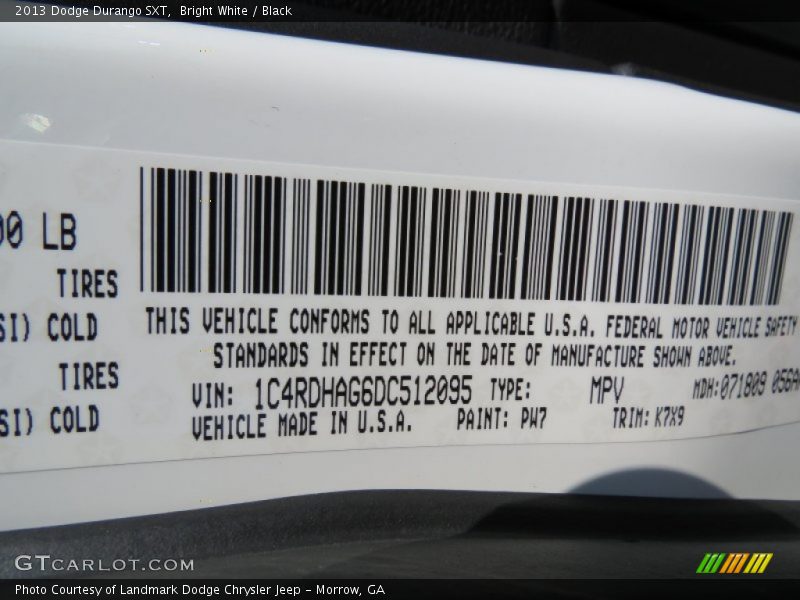 2013 Dodge Durango SXT, Bright White / Black
00 LB
TIRES
SI) COLD
TIRES
SI) COLD
THIS VEHICLE CONFORMS TO ALL APPLICABLE U.S.A. FEDERAL MOTOR VEHICLE SAFETY
STANDARDS IN EFFECT ON THE DATE OF MANUFACTURE SHOWN ABOVE.
VIN: 1C4RDHAG6DC512095 TYPE: MPV MDH:071809 056A
VEHICLE MADE IN U.S.A. PAINT: PW7 TRIM: K7X9
GTCARLOT.COM
Photo Courtesy of Landmark Dodge Chrysler Jeep - Morrow, GA